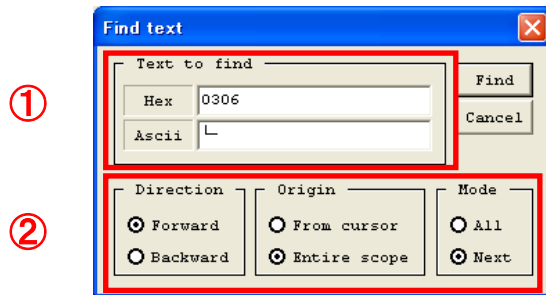 Find text
①
Text to find
Hex 0306
Ascii └
Find
Cancel
②
Direction
Forward
Backward
Origin
From cursor
Entire scope
Mode
All
Next